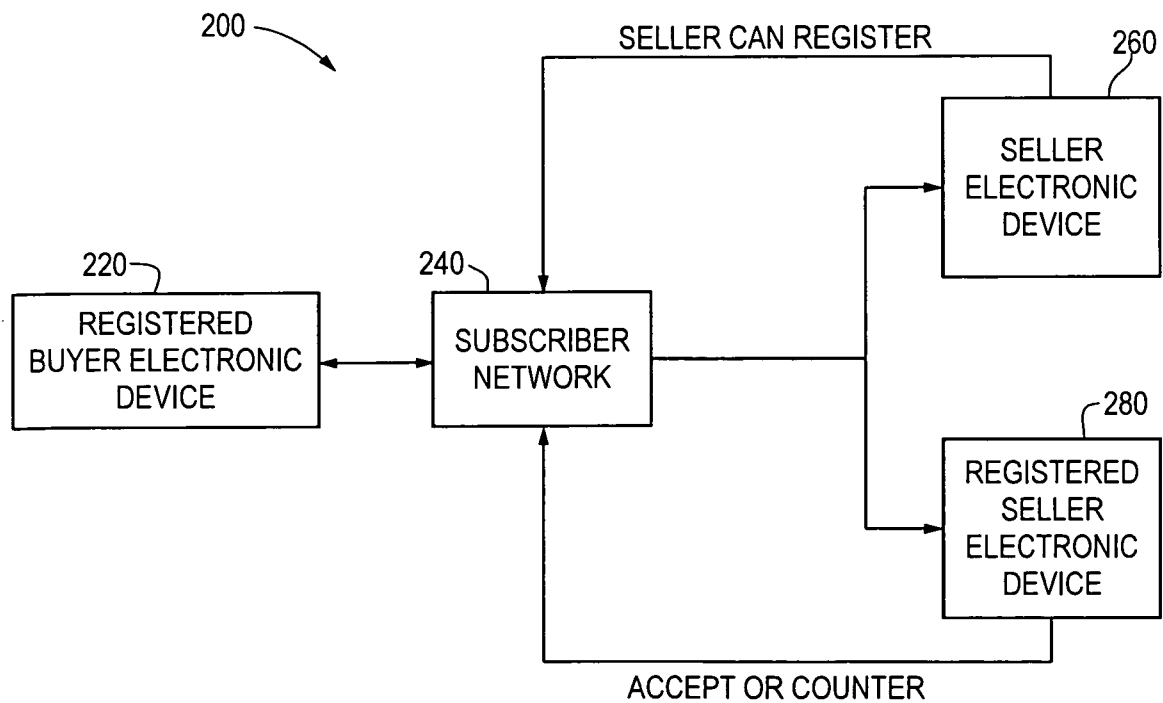 200
SELLER CAN REGISTER
260
SELLER
ELECTRONIC
DEVICE
220
REGISTERED
BUYER ELECTRONIC
DEVICE
240
SUBSCRIBER
NETWORK
280
REGISTERED
SELLER
ELECTRONIC
DEVICE
ACCEPT OR COUNTER